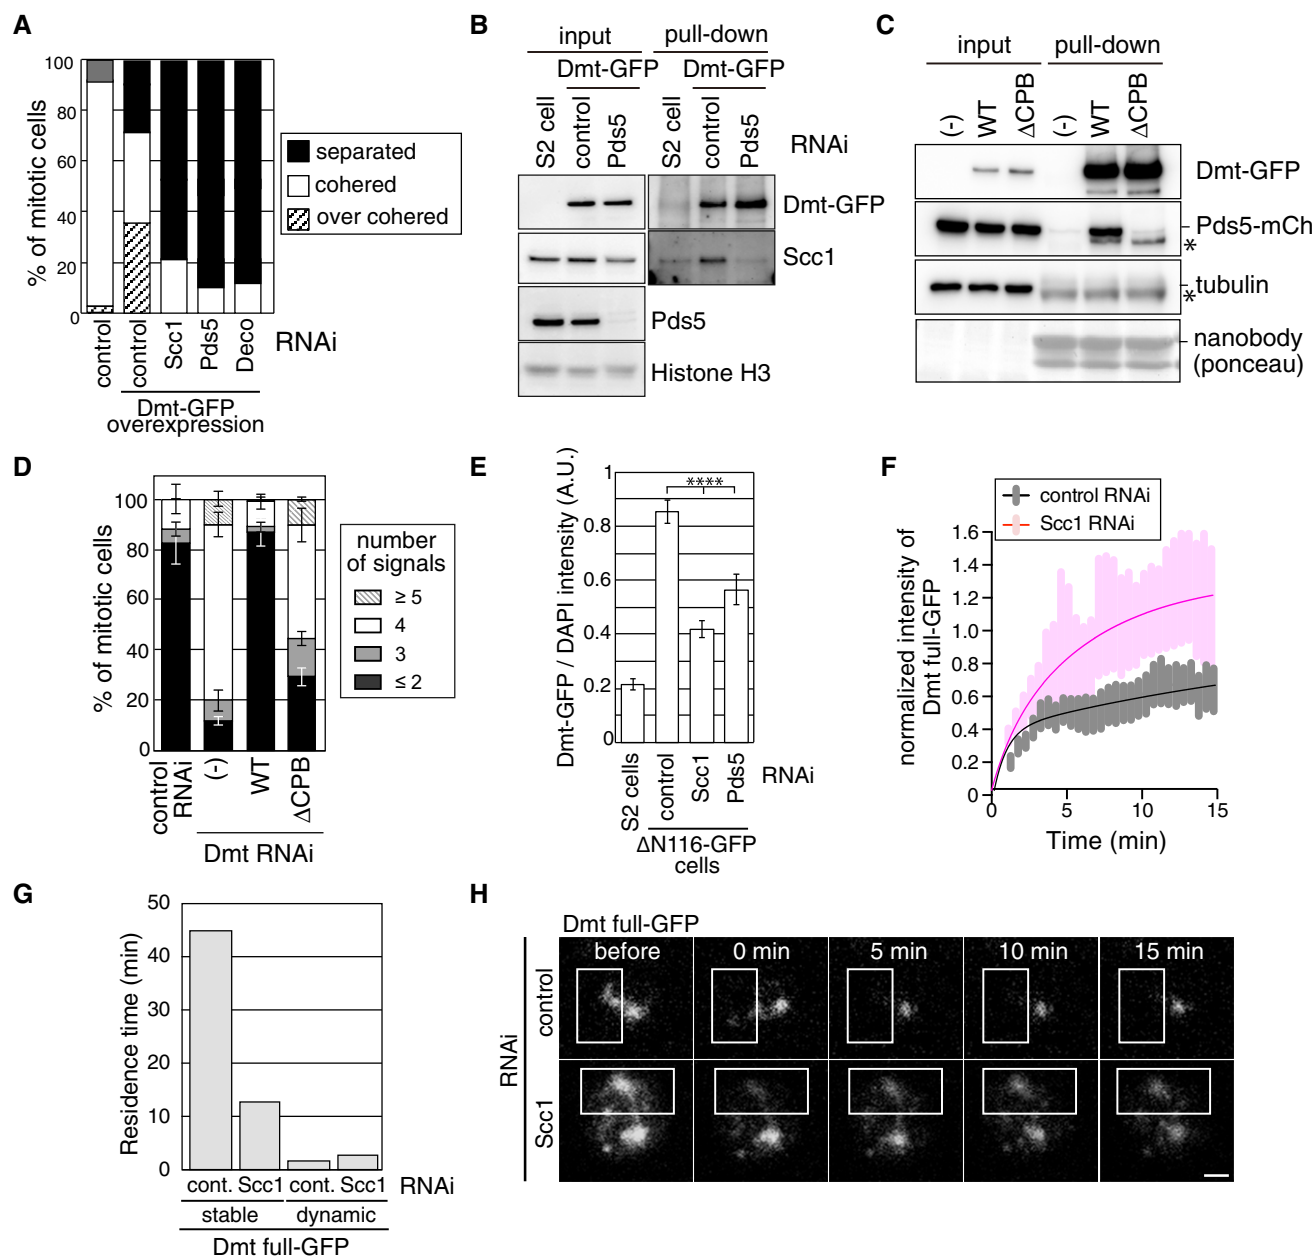 A
% of mitotic cells
100
80
60
40
20
0
control
control
Scc1
Pds5
Deco
RNAi
Dmt-GFP
overexpression
separated
cohered
over cohered
B
input
pull-down
Dmt-GFP
Dmt-GFP
S2 cell
control
Pds5
S2 cell
control
Pds5
RNAi
Dmt-GFP
Scc1
Pds5
Histone H3
C
input
pull-down
(-)
WT
ΔCPB
(-)
WT
ΔCPB
Dmt-GFP
Pds5-mCh
*
tubulin
*
nanobody
(ponceau)
D
% of mitotic cells
100
80
60
40
20
0
control
RNAi
(-)
WT
ΔCPB
Dmt RNAi
number
of signals
≥ 5
4
3
≤ 2
E
Dmt-GFP / DAPI intensity (A.U.)
1
0.8
0.6
0.4
0.2
0
****
S2 cells
control
Scc1
Pds5
RNAi
ΔN116-GFP
cells
F
control RNAi
Scc1 RNAi
normalized intensity of
Dmt full-GFP
1.6
1.4
1.2
1.0
0.8
0.6
0.4
0.2
0
0
5
10
15
Time (min)
G
Residence time (min)
50
40
30
20
10
0
cont. Scc1 cont. Scc1 RNAi
stable dynamic
Dmt full-GFP
H
Dmt full-GFP
before 0 min 5 min 10 min 15 min
RNAi
control
Scc1